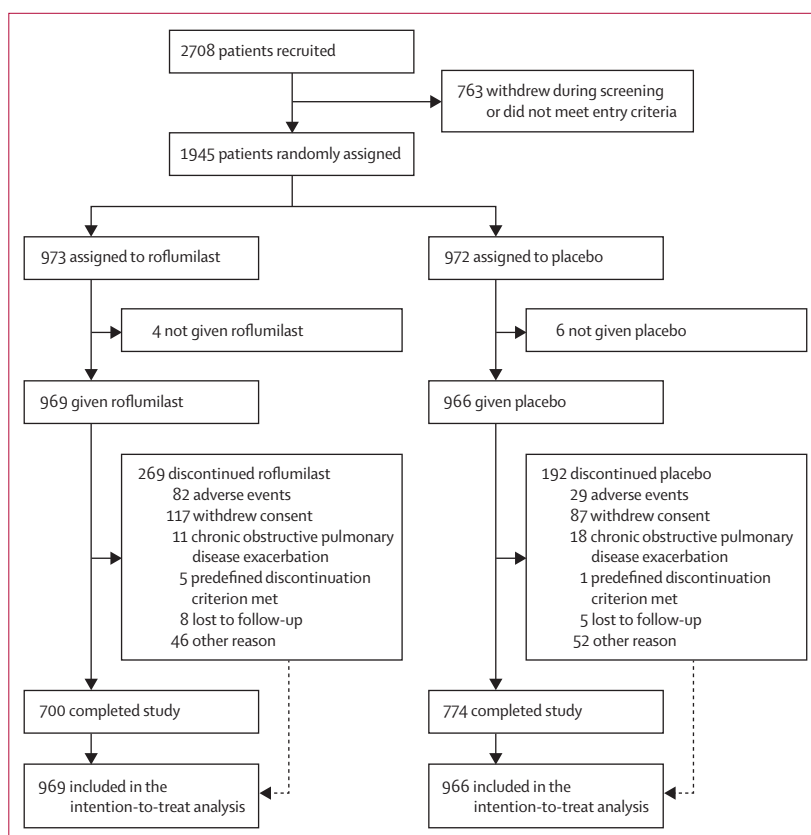 2708 patients recruited
763 withdrew during screening
or did not meet entry criteria
1945 patients randomly assigned
973 assigned to roflumilast
972 assigned to placebo
4 not given roflumilast
6 not given placebo
969 given roflumilast
966 given placebo
269 discontinued roflumilast
82 adverse events
117 withdrew consent
11 chronic obstructive pulmonary
disease exacerbation
5 predefined discontinuation
criterion met
8 lost to follow-up
46 other reason
192 discontinued placebo
29 adverse events
87 withdrew consent
18 chronic obstructive pulmonary
disease exacerbation
1 predefined discontinuation
criterion met
5 lost to follow-up
52 other reason
700 completed study
774 completed study
969 included in the
intention-to-treat analysis
966 included in the
intention-to-treat analysis